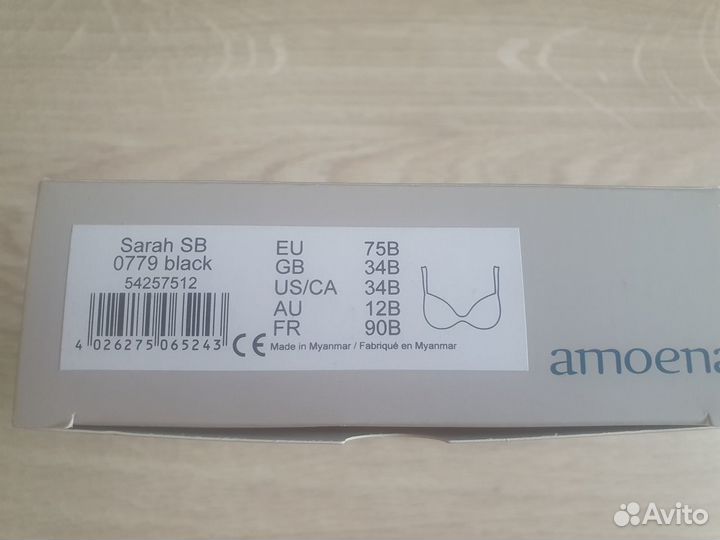 Sarah SB
0779 black
54257512
4 026275 065243
EU 75B
GB 34B
US/CA 34B
AU 12B
FR 90B
CE Made in Myanmar / Fabriqué en Myanmar
amoena
Avito